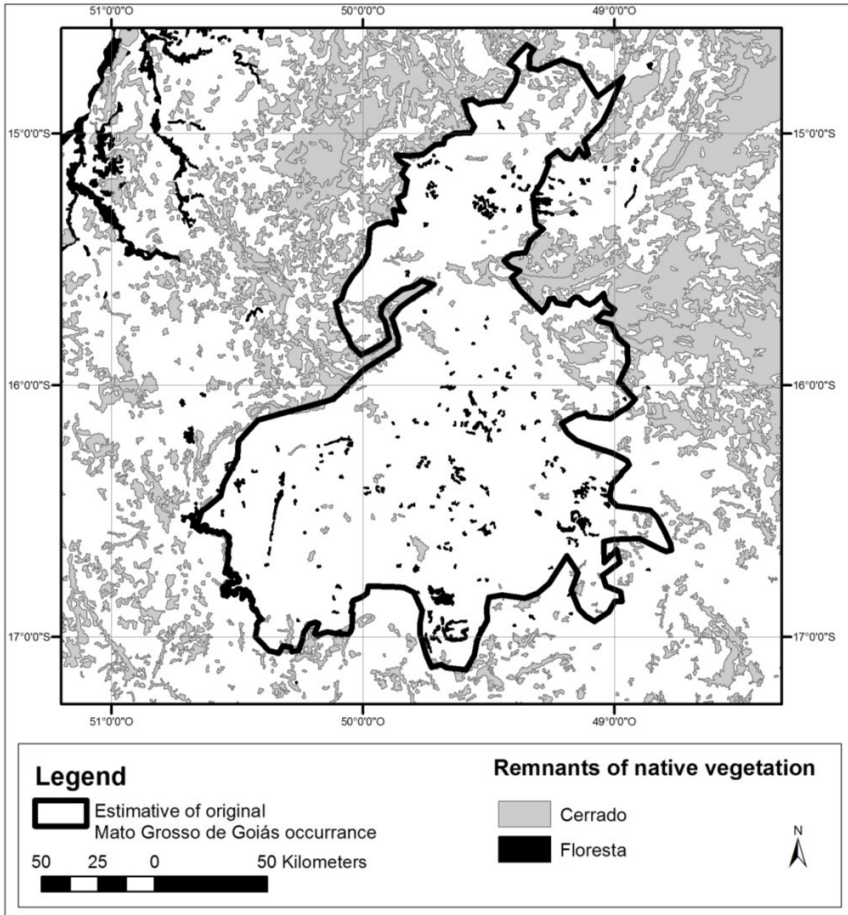 51°0'0"O 50°0'0"O 49°0'0"O
15°0'0"S 15°0'0"S
16°0'0"S 16°0'0"S
17°0'0"S 17°0'0"S
51°0'0"O 50°0'0"O 49°0'0"O
Legend
Estimative of original
Mato Grosso de Goiás occurrance
50 25 0 50 Kilometers
Remnants of native vegetation
Cerrado
Floresta
N